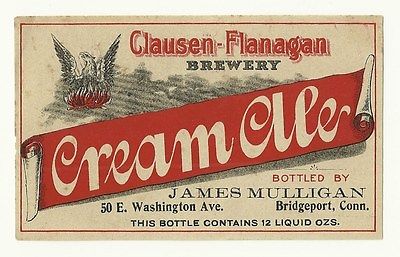 Clausen-Flanagan
BREWERY
Cream Ale
BOTTLED BY
JAMES MULLIGAN
50 E. Washington Ave. Bridgeport, Conn.
THIS BOTTLE CONTAINS 12 LIQUID OZS.